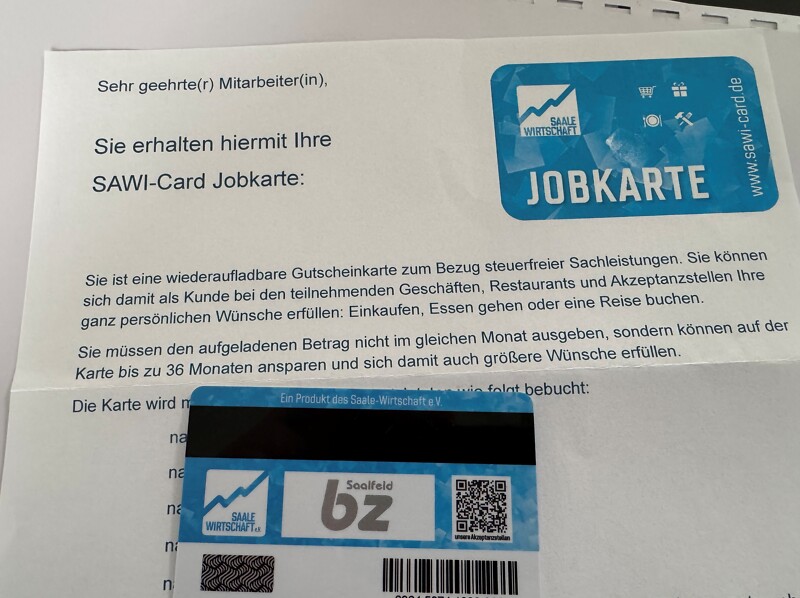 Sehr geehrte(r) Mitarbeiter(in),
Sie erhalten hiermit Ihre
SAWI-Card Jobkarte:
SAALE
WIRTSCHAFT
JOBKARTE
www.sawi-card.de
Sie ist eine wiederaufladbare Gutscheinkarte zum Bezug steuerfreier Sachleistungen. Sie können
sich damit als Kunde bei den teilnehmenden Geschäften, Restaurants und Akzeptanzstellen Ihre
ganz persönlichen Wünsche erfüllen: Einkaufen, Essen gehen oder eine Reise buchen.
Sie müssen den aufgeladenen Betrag nicht im gleichen Monat ausgeben, sondern können auf der
Karte bis zu 36 Monaten ansparen und sich damit auch größere Wünsche erfüllen.
Die Karte wird wie folgt bebucht:
na
na
na
na
na
Ein Produkt des Saale-Wirtschaft e.V.
SAALE
WIRTSCHAFT e.V.
Saalfeld
bz
unsere Akzeptanzstellen